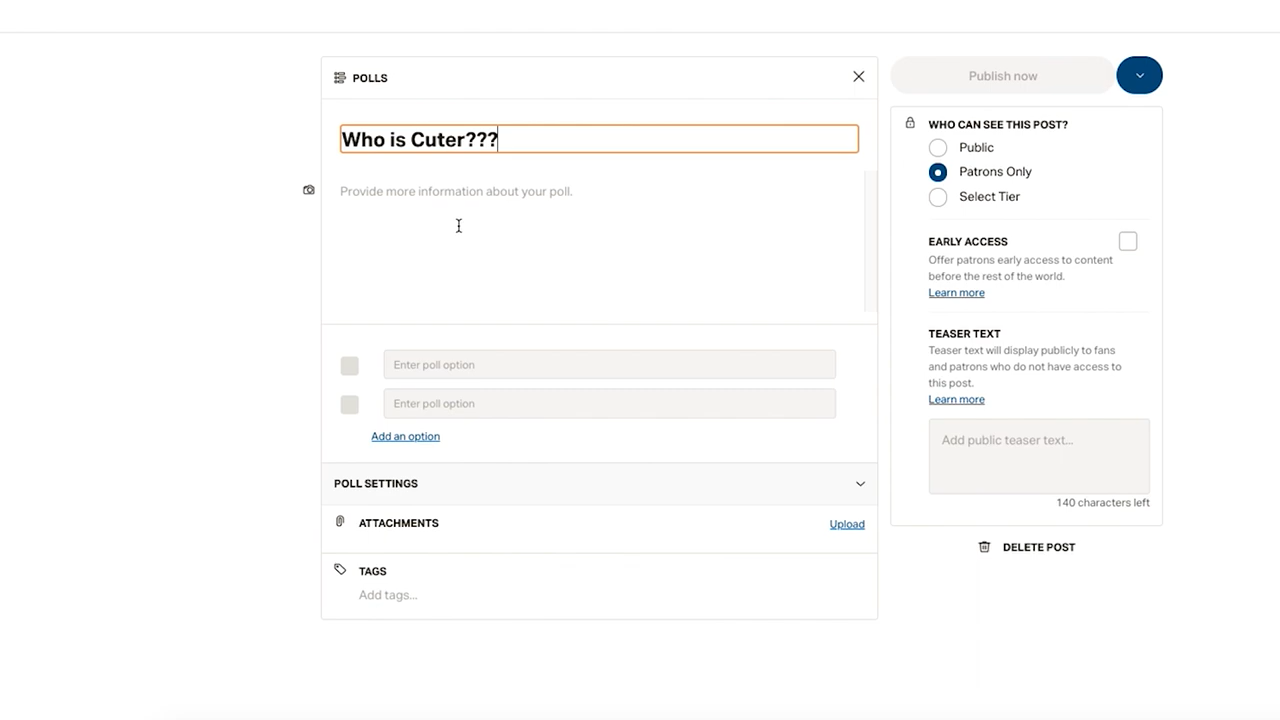 POLLS
Who is Cuter???
Provide more information about your poll.
Enter poll option
Enter poll option
Add an option
POLL SETTINGS
ATTACHMENTS
Upload
TAGS
Add tags...
Publish now
WHO CAN SEE THIS POST?
Public
Patrons Only
Select Tier
EARLY ACCESS
Offer patrons early access to content
before the rest of the world.
Learn more
TEASER TEXT
Teaser text will display publicly to fans
and patrons who do not have access to
this post.
Learn more
Add public teaser text...
140 characters left
DELETE POST